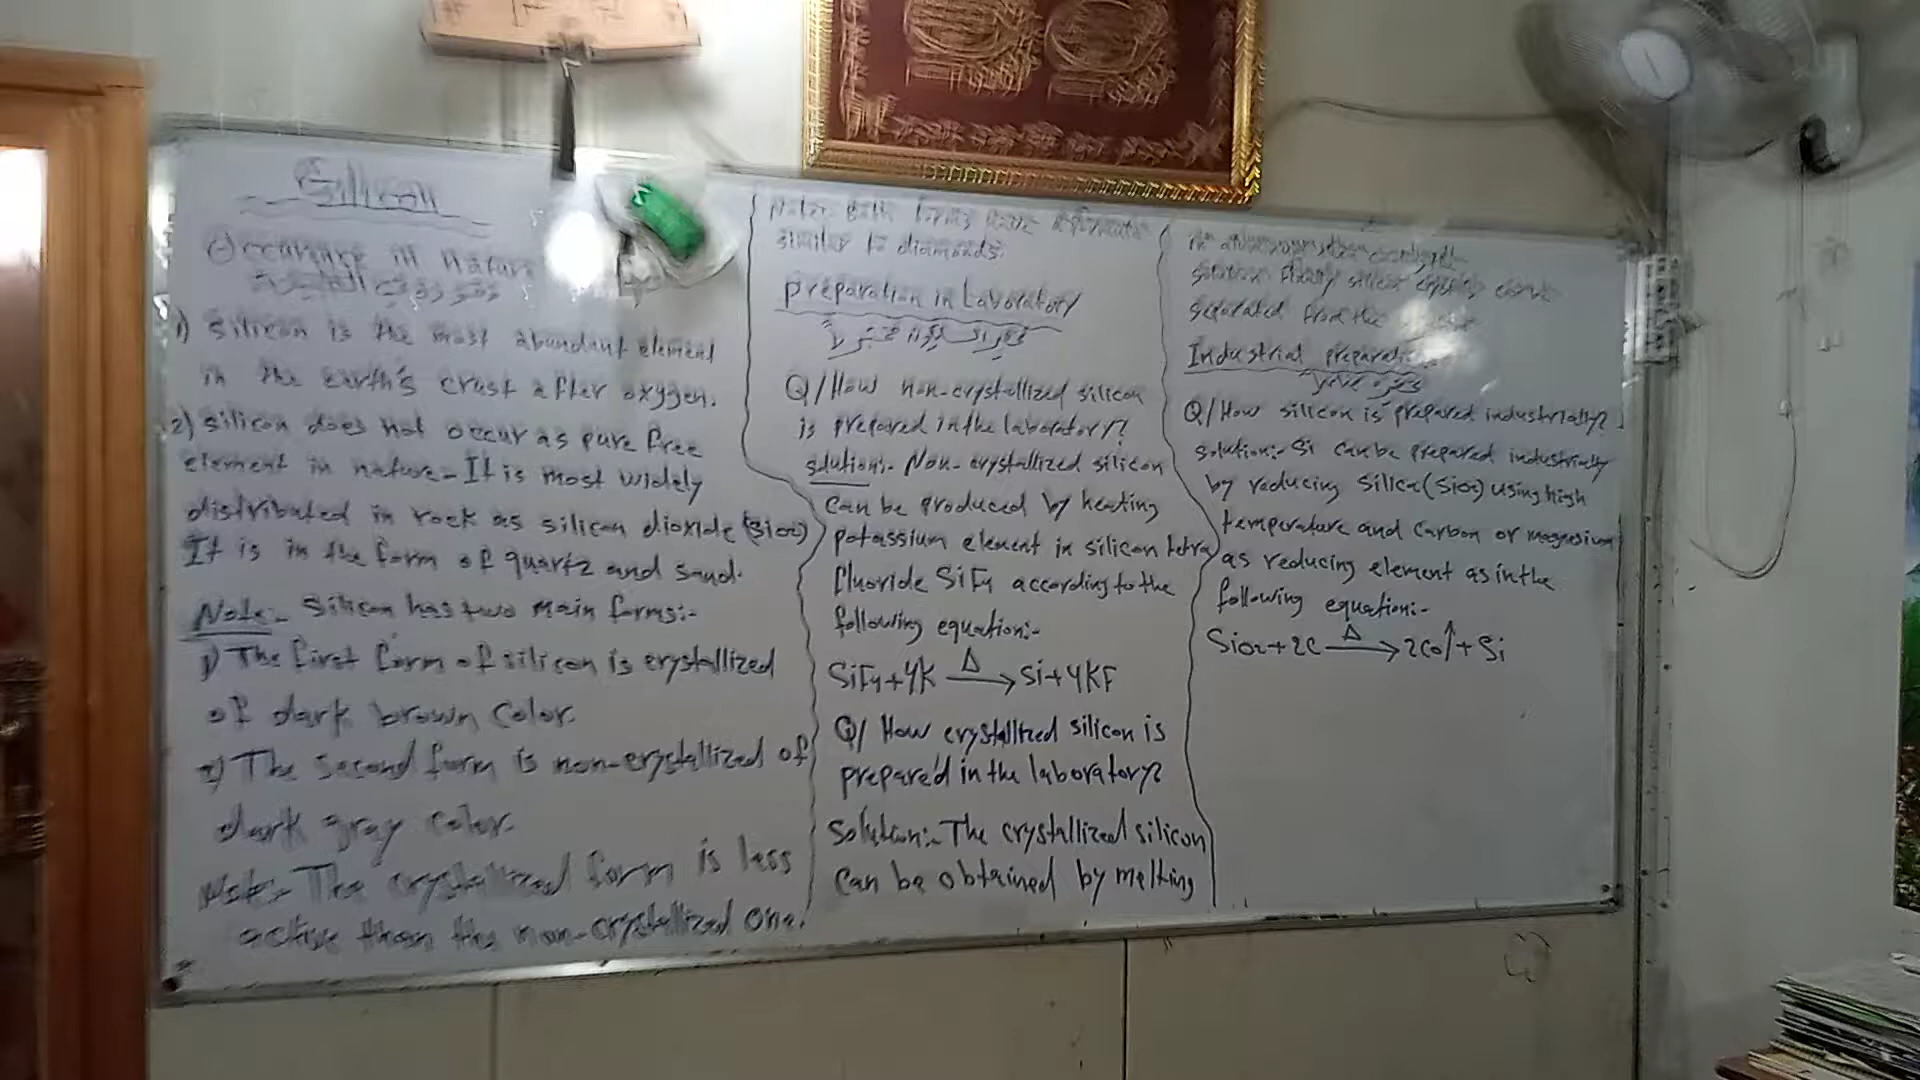 Silicon
Occurance in nature
1) Silicon is the most abundant element
in the earth's crust after oxygen.
2) silicon does not occur as pure free
element in nature - It is most widely
distributed in rock as silicon dioxide (SiO2)
It is in the form of quartz and sand.
Note:- Silicon has two main forms:-
1) The first form of silicon is crystallized
of dark brown color.
2) The second form is non-crystallized of
dark gray color.
Note:- The crystallized form is less
active than the non-crystallized one.
Note:- Both forms have
similar to diamonds.
preparation in Laboratory
Q/ How non-crystallized silicon
is prepared in the laboratory?
solution:- Non-crystallized silicon
can be produced by heating
potassium element in silicon tetra
fluoride SiF4 according to the
following equation:-
SiF4 + 4K Δ→ Si + 4KF
Q/ How crystallized silicon is
prepared in the laboratory?
Solution:- The crystallized silicon
can be obtained by melting
silicon crystals
separated from the
Industrial preparation
Q/ How silicon is prepared industrially?
solution:- Si can be prepared industrially
by reducing silica (SiO2) using high
temperature and carbon or magnesium
as reducing element as in the
following equation:-
SiO2 + 2C Δ→ 2CO↑ + Si